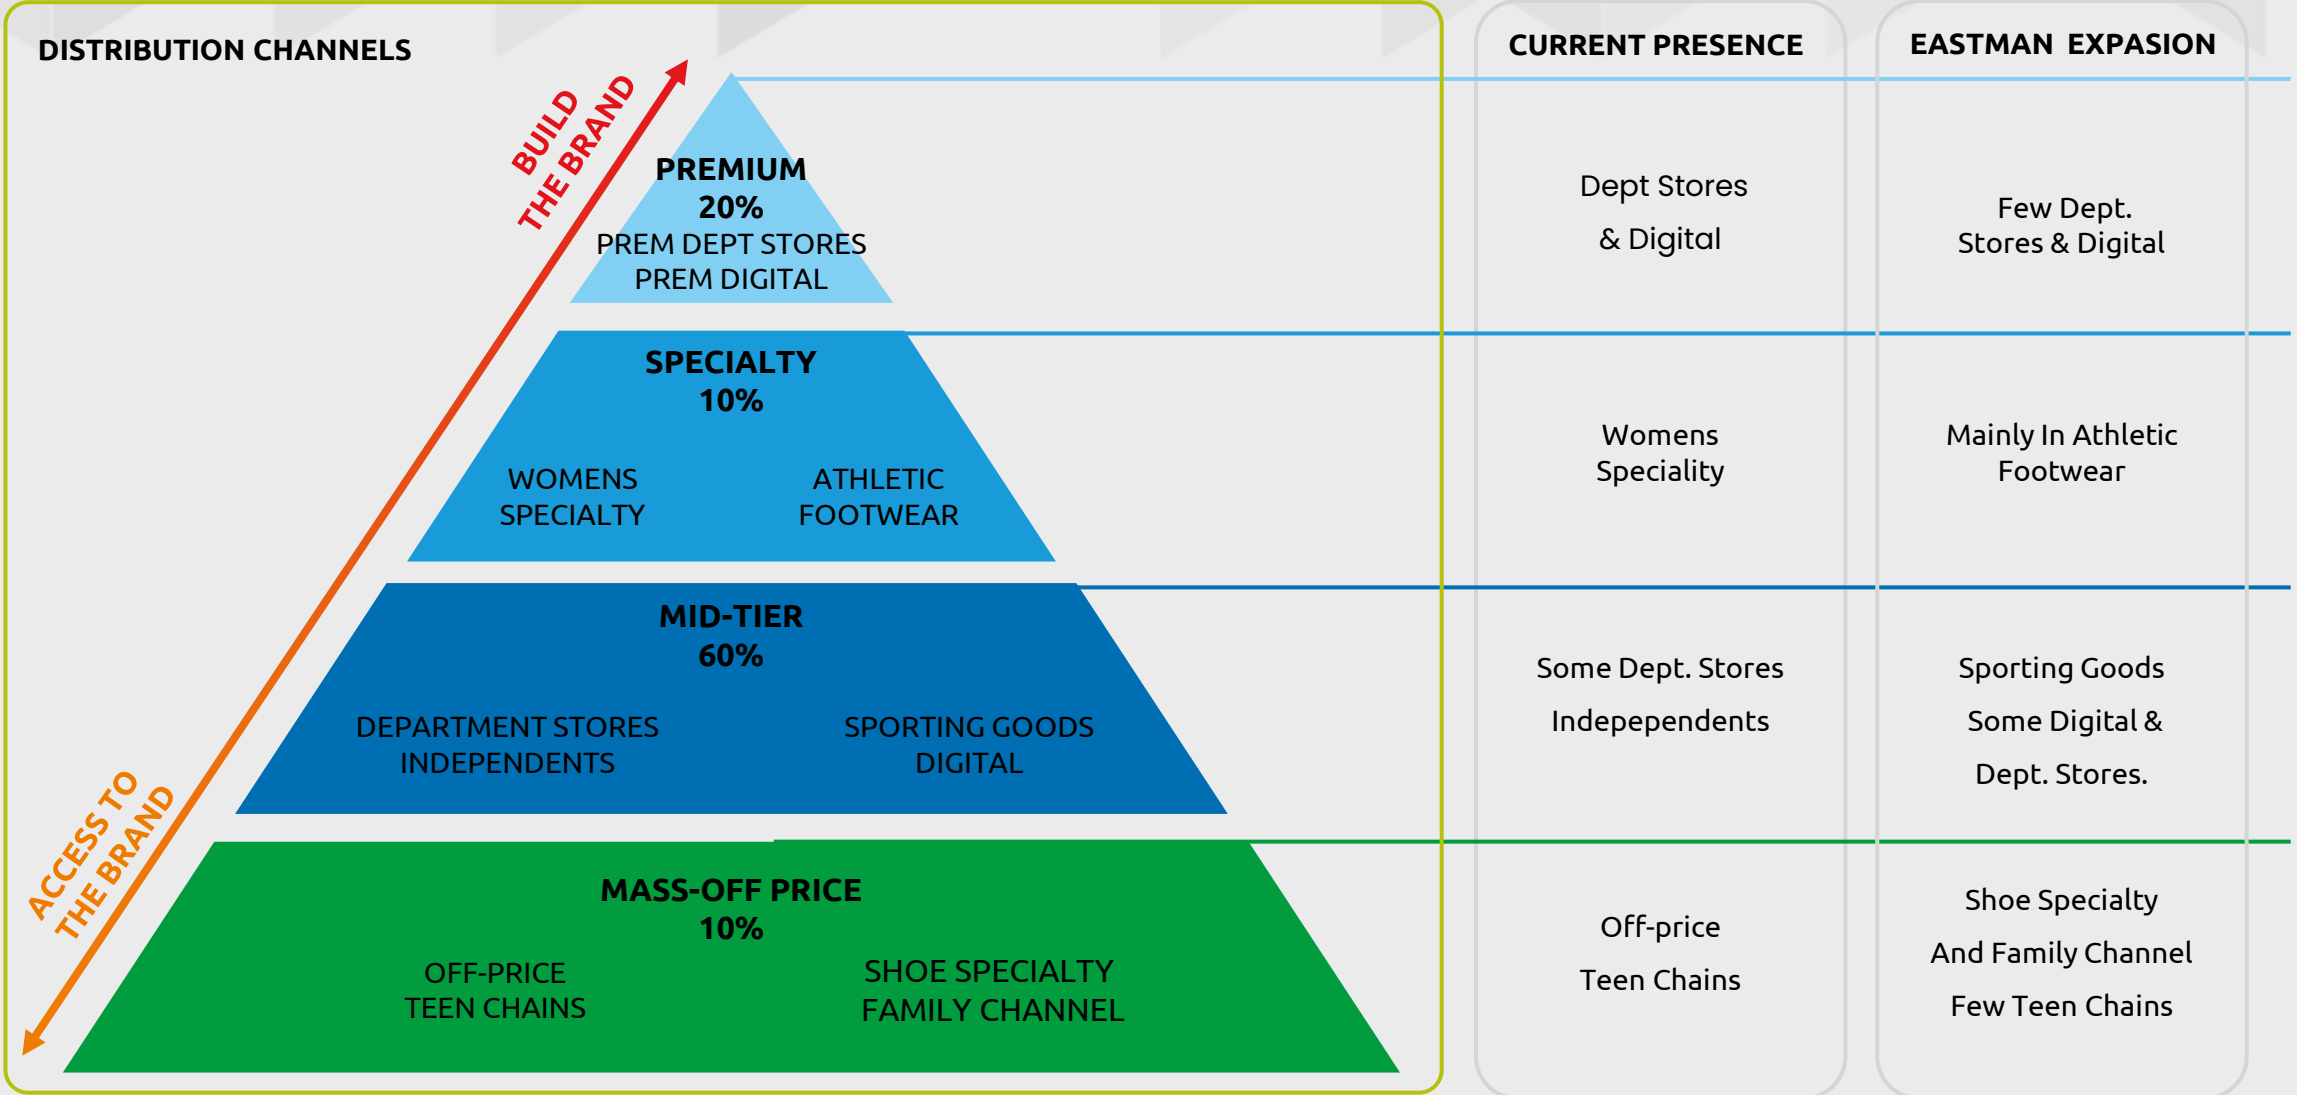 DISTRIBUTION CHANNELS
CURRENT PRESENCE
EASTMAN EXPASION
BUILD
THE BRAND
PREMIUM
20%
PREM DEPT STORES
PREM DIGITAL
Dept Stores
& Digital
Few Dept.
Stores & Digital
SPECIALTY
10%
WOMENS
SPECIALTY
ATHLETIC
FOOTWEAR
Womens
Speciality
Mainly In Athletic
Footwear
MID-TIER
60%
DEPARTMENT STORES
INDEPENDENTS
SPORTING GOODS
DIGITAL
Some Dept. Stores
Indepependents
Sporting Goods
Some Digital &
Dept. Stores.
ACCESS TO
THE BRAND
MASS-OFF PRICE
10%
OFF-PRICE
TEEN CHAINS
SHOE SPECIALTY
FAMILY CHANNEL
Off-price
Teen Chains
Shoe Specialty
And Family Channel
Few Teen Chains